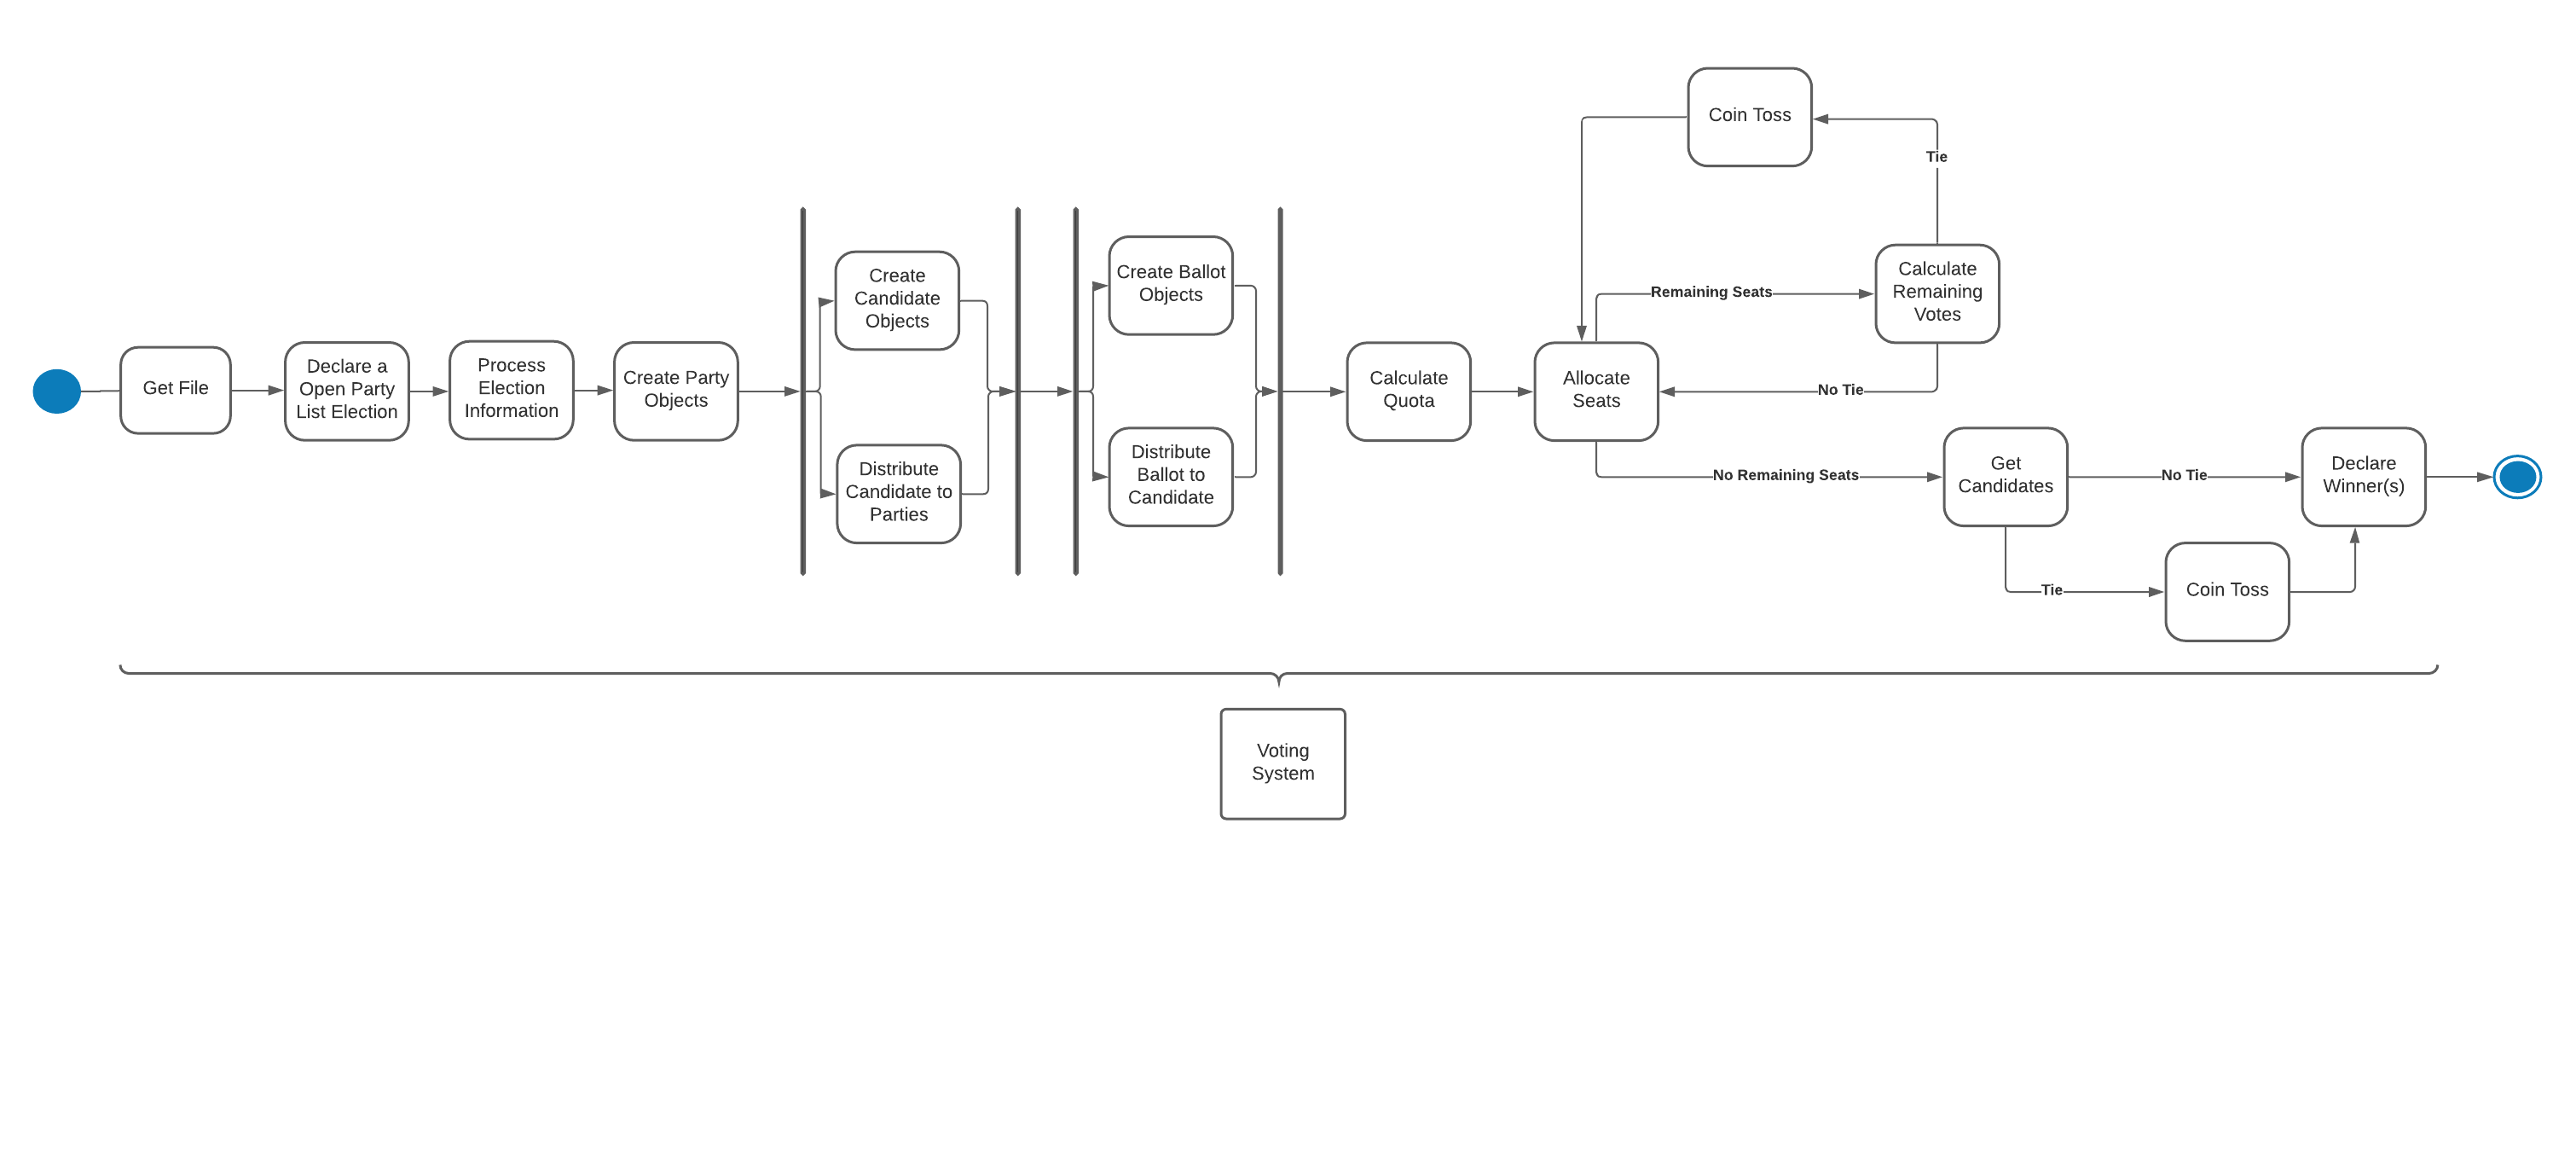 Get File
Declare a
Open Party
List Election
Process
Election
Information
Create Party
Objects
Create
Candidate
Objects
Distribute
Candidate to
Parties
Create Ballot
Objects
Distribute
Ballot to
Candidate
Calculate
Quota
Allocate
Seats
Remaining Seats
Calculate
Remaining
Votes
Tie
Coin Toss
No Tie
No Remaining Seats
Get
Candidates
No Tie
Tie
Coin Toss
Declare
Winner(s)
Voting
System